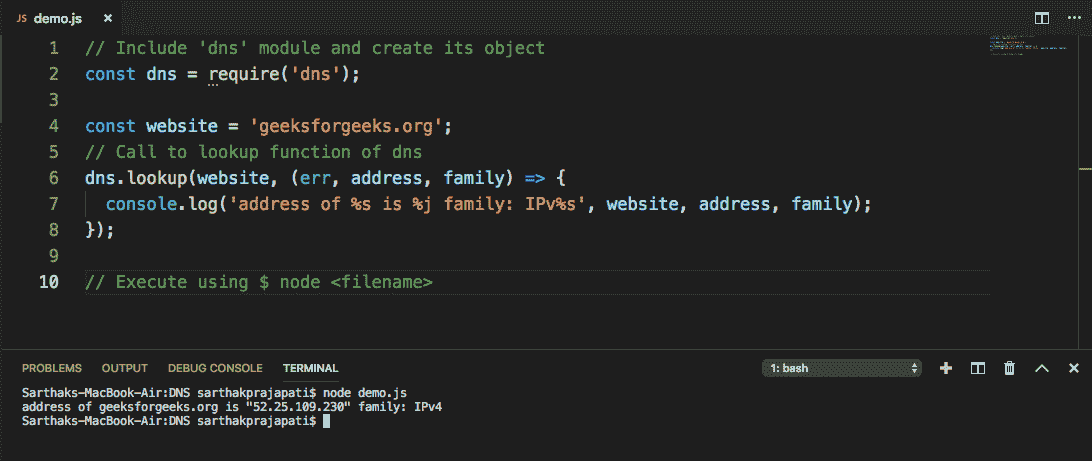 JS demo.js ×
1 // Include 'dns' module and create its object
2 const dns = require('dns');
3
4 const website = 'geeksforgeeks.org';
5 // Call to lookup function of dns
6 dns.lookup(website, (err, address, family) => {
7   console.log('address of %s is %j family: IPv%s', website, address, family);
8 });
9
10 // Execute using $ node <filename>
PROBLEMS OUTPUT DEBUG CONSOLE TERMINAL 1: bash
Sarthaks-MacBook-Air:DNS sarthakprajapati$ node demo.js
address of geeksforgeeks.org is "52.25.109.230" family: IPv4
Sarthaks-MacBook-Air:DNS sarthakprajapati$